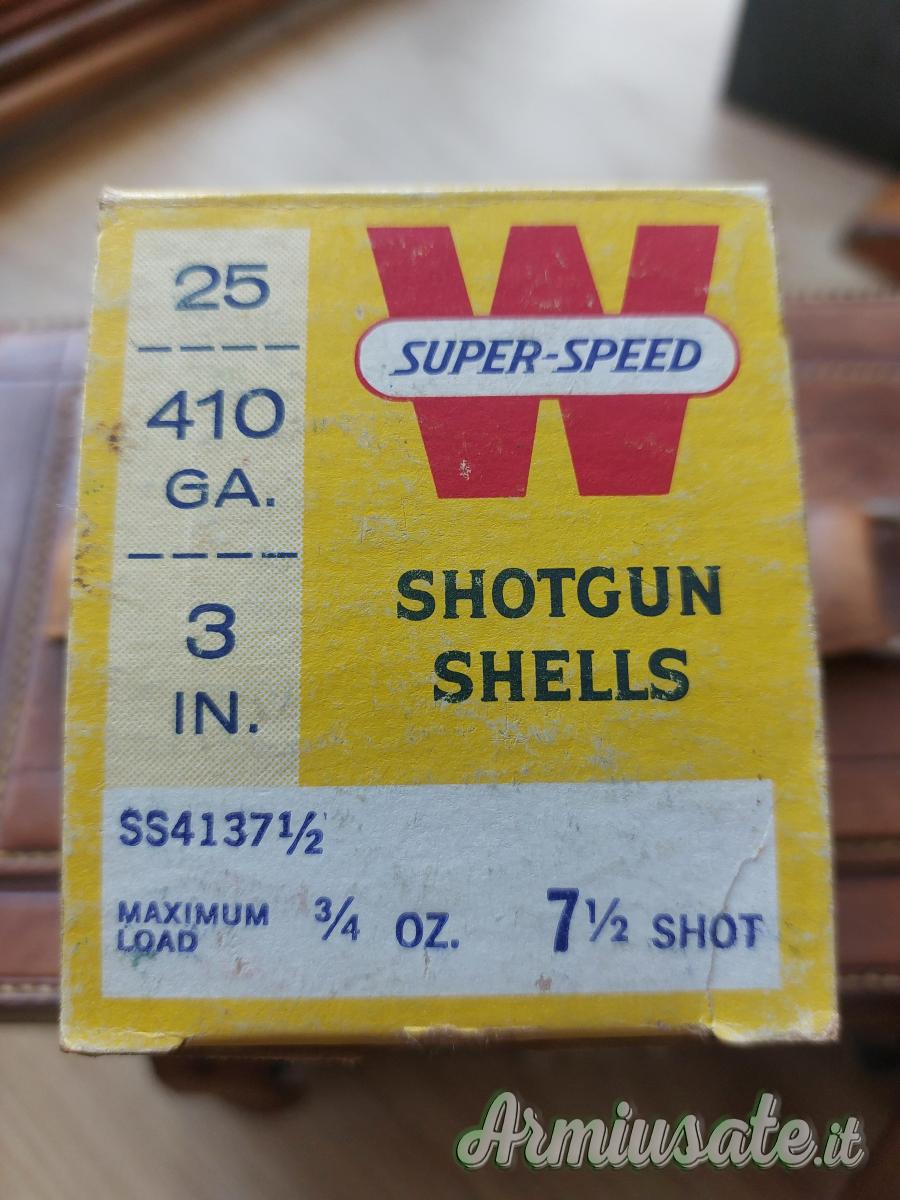 25
410
GA.
3
IN.
W
SUPER-SPEED
SHOTGUN
SHELLS
SS4137½
MAXIMUM
LOAD
¾ OZ.
7½ SHOT
Armiusate.it